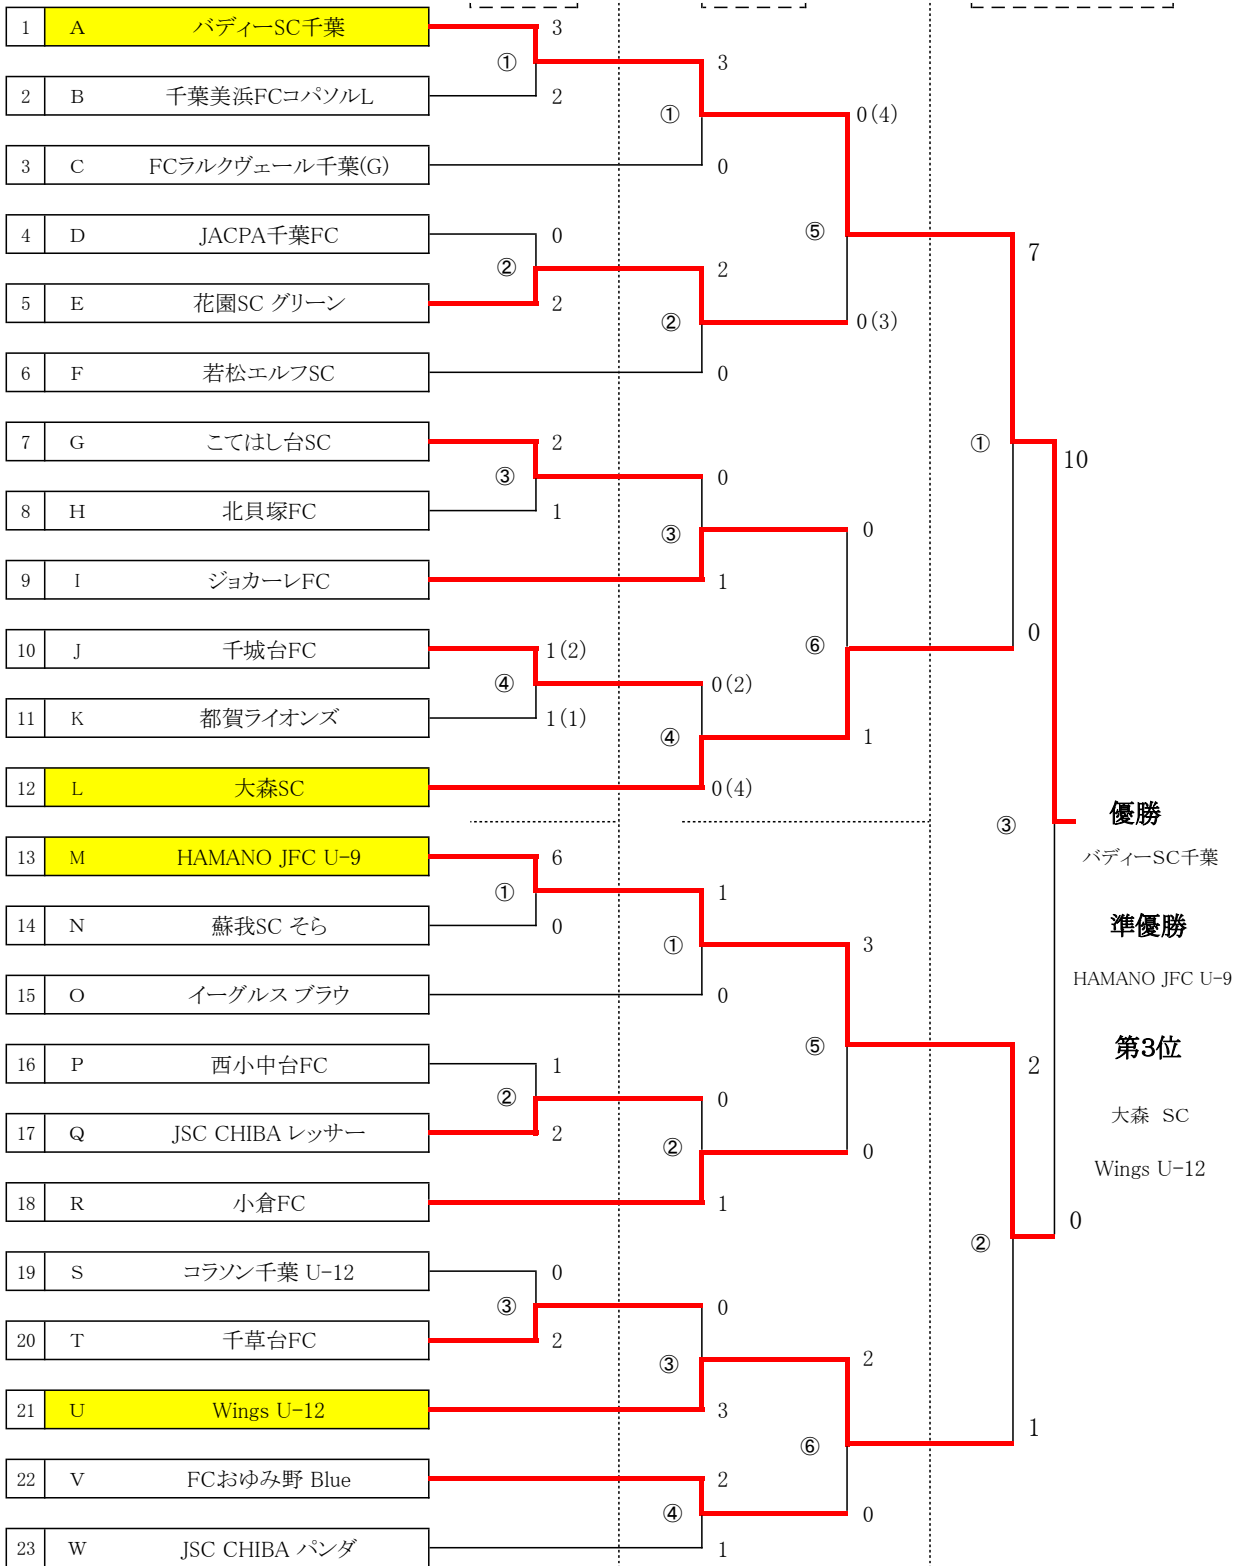 1 A バディーSC千葉 3
① 3
2 B 千葉美浜FCコパソルL 2
① 0(4)
3 C FCラルクヴェール千葉(G) 0
4 D JACPA千葉FC 0
⑤ 7
② 2
5 E 花園SC グリーン 2
② 0(3)
6 F 若松エルフSC 0
7 G こてはし台SC 2
① 10
③ 0
8 H 北貝塚FC 1
③ 0
9 I ジョカーレFC 1
10 J 千城台FC 1(2)
⑥ 0
④ 0(2)
11 K 都賀ライオンズ 1(1)
④ 1
12 L 大森SC 0(4)
③ 優勝
13 M HAMANO JFC U-9 6
バディーSC千葉
① 1
14 N 蘇我SC そら 0
準優勝
① 3
HAMANO JFC U-9
15 O イーグルス ブラウ 0
⑤ 第3位
16 P 西小中台FC 1
2
② 0
大森 SC
17 Q JSC CHIBA レッサー 2
② 0
Wings U-12
18 R 小倉FC 1
0
②
19 S コラソン千葉 U-12 0
③ 0
20 T 千草台FC 2
③ 2
21 U Wings U-12 3
1
⑥
22 V FCおゆみ野 Blue 2
④ 0
23 W JSC CHIBA パンダ 1